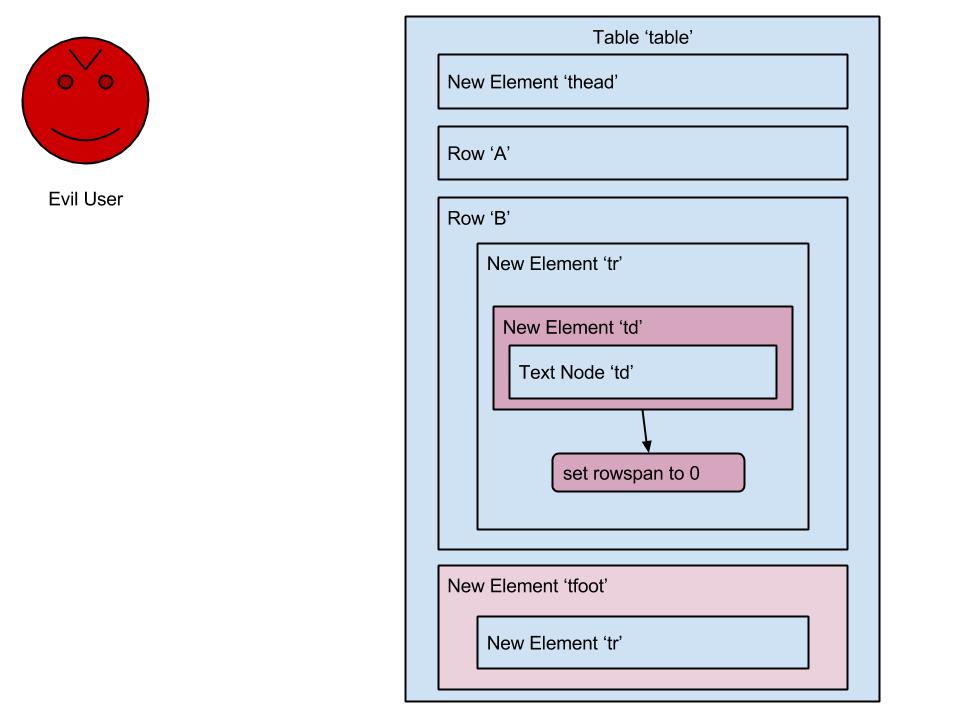 Evil User
Table ‘table’
New Element ‘thead’
Row ‘A’
Row ‘B’
New Element ‘tr’
New Element ‘td’
Text Node ‘td’
set rowspan to 0
New Element ‘tfoot’
New Element ‘tr’